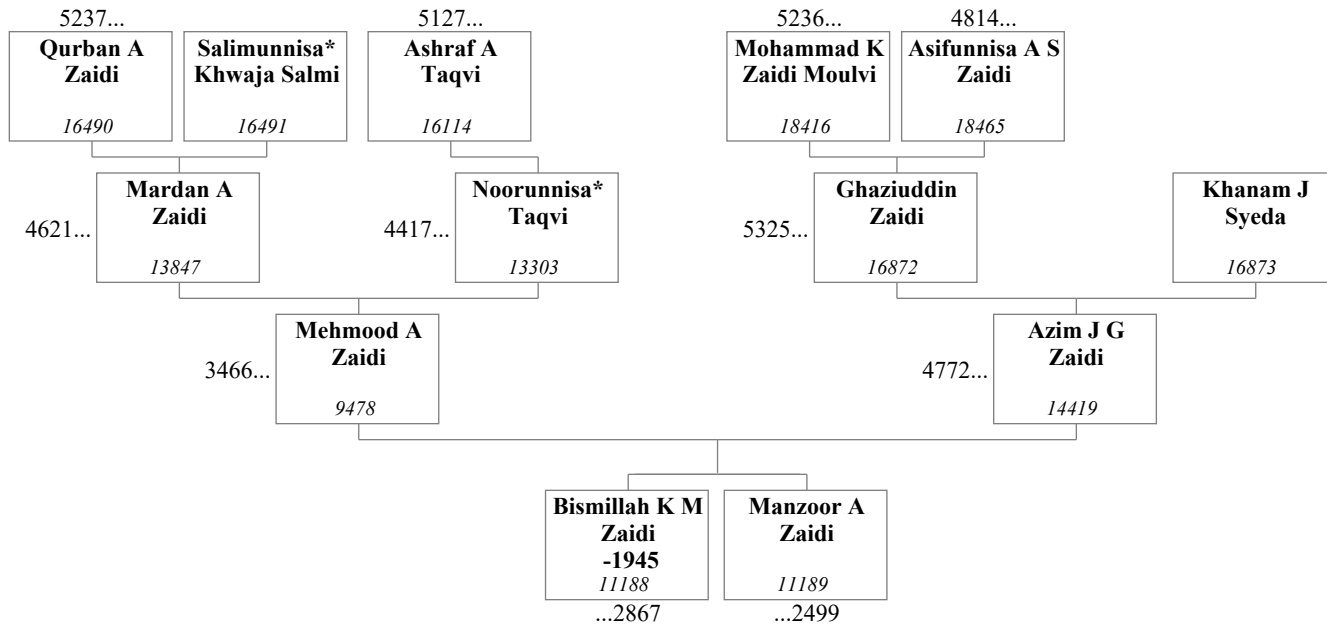 5237...
5127...
5236...
4814...
Qurban A
Zaidi
16490
Salimunnisa*
Khwaja Salmi
16491
Ashraf A
Taqvi
16114
Mohammad K
Zaidi Moulvi
18416
Asifunnisa A S
Zaidi
18465
4621...
Mardan A
Zaidi
13847
4417...
Noorunnisa*
Taqvi
13303
5325...
Ghaziuddin
Zaidi
16872
Khanam J
Syeda
16873
3466...
Mehmood A
Zaidi
9478
4772...
Azim J G
Zaidi
14419
Bismillah K M
Zaidi
-1945
11188
...2867
Manzoor A
Zaidi
11189
...2499